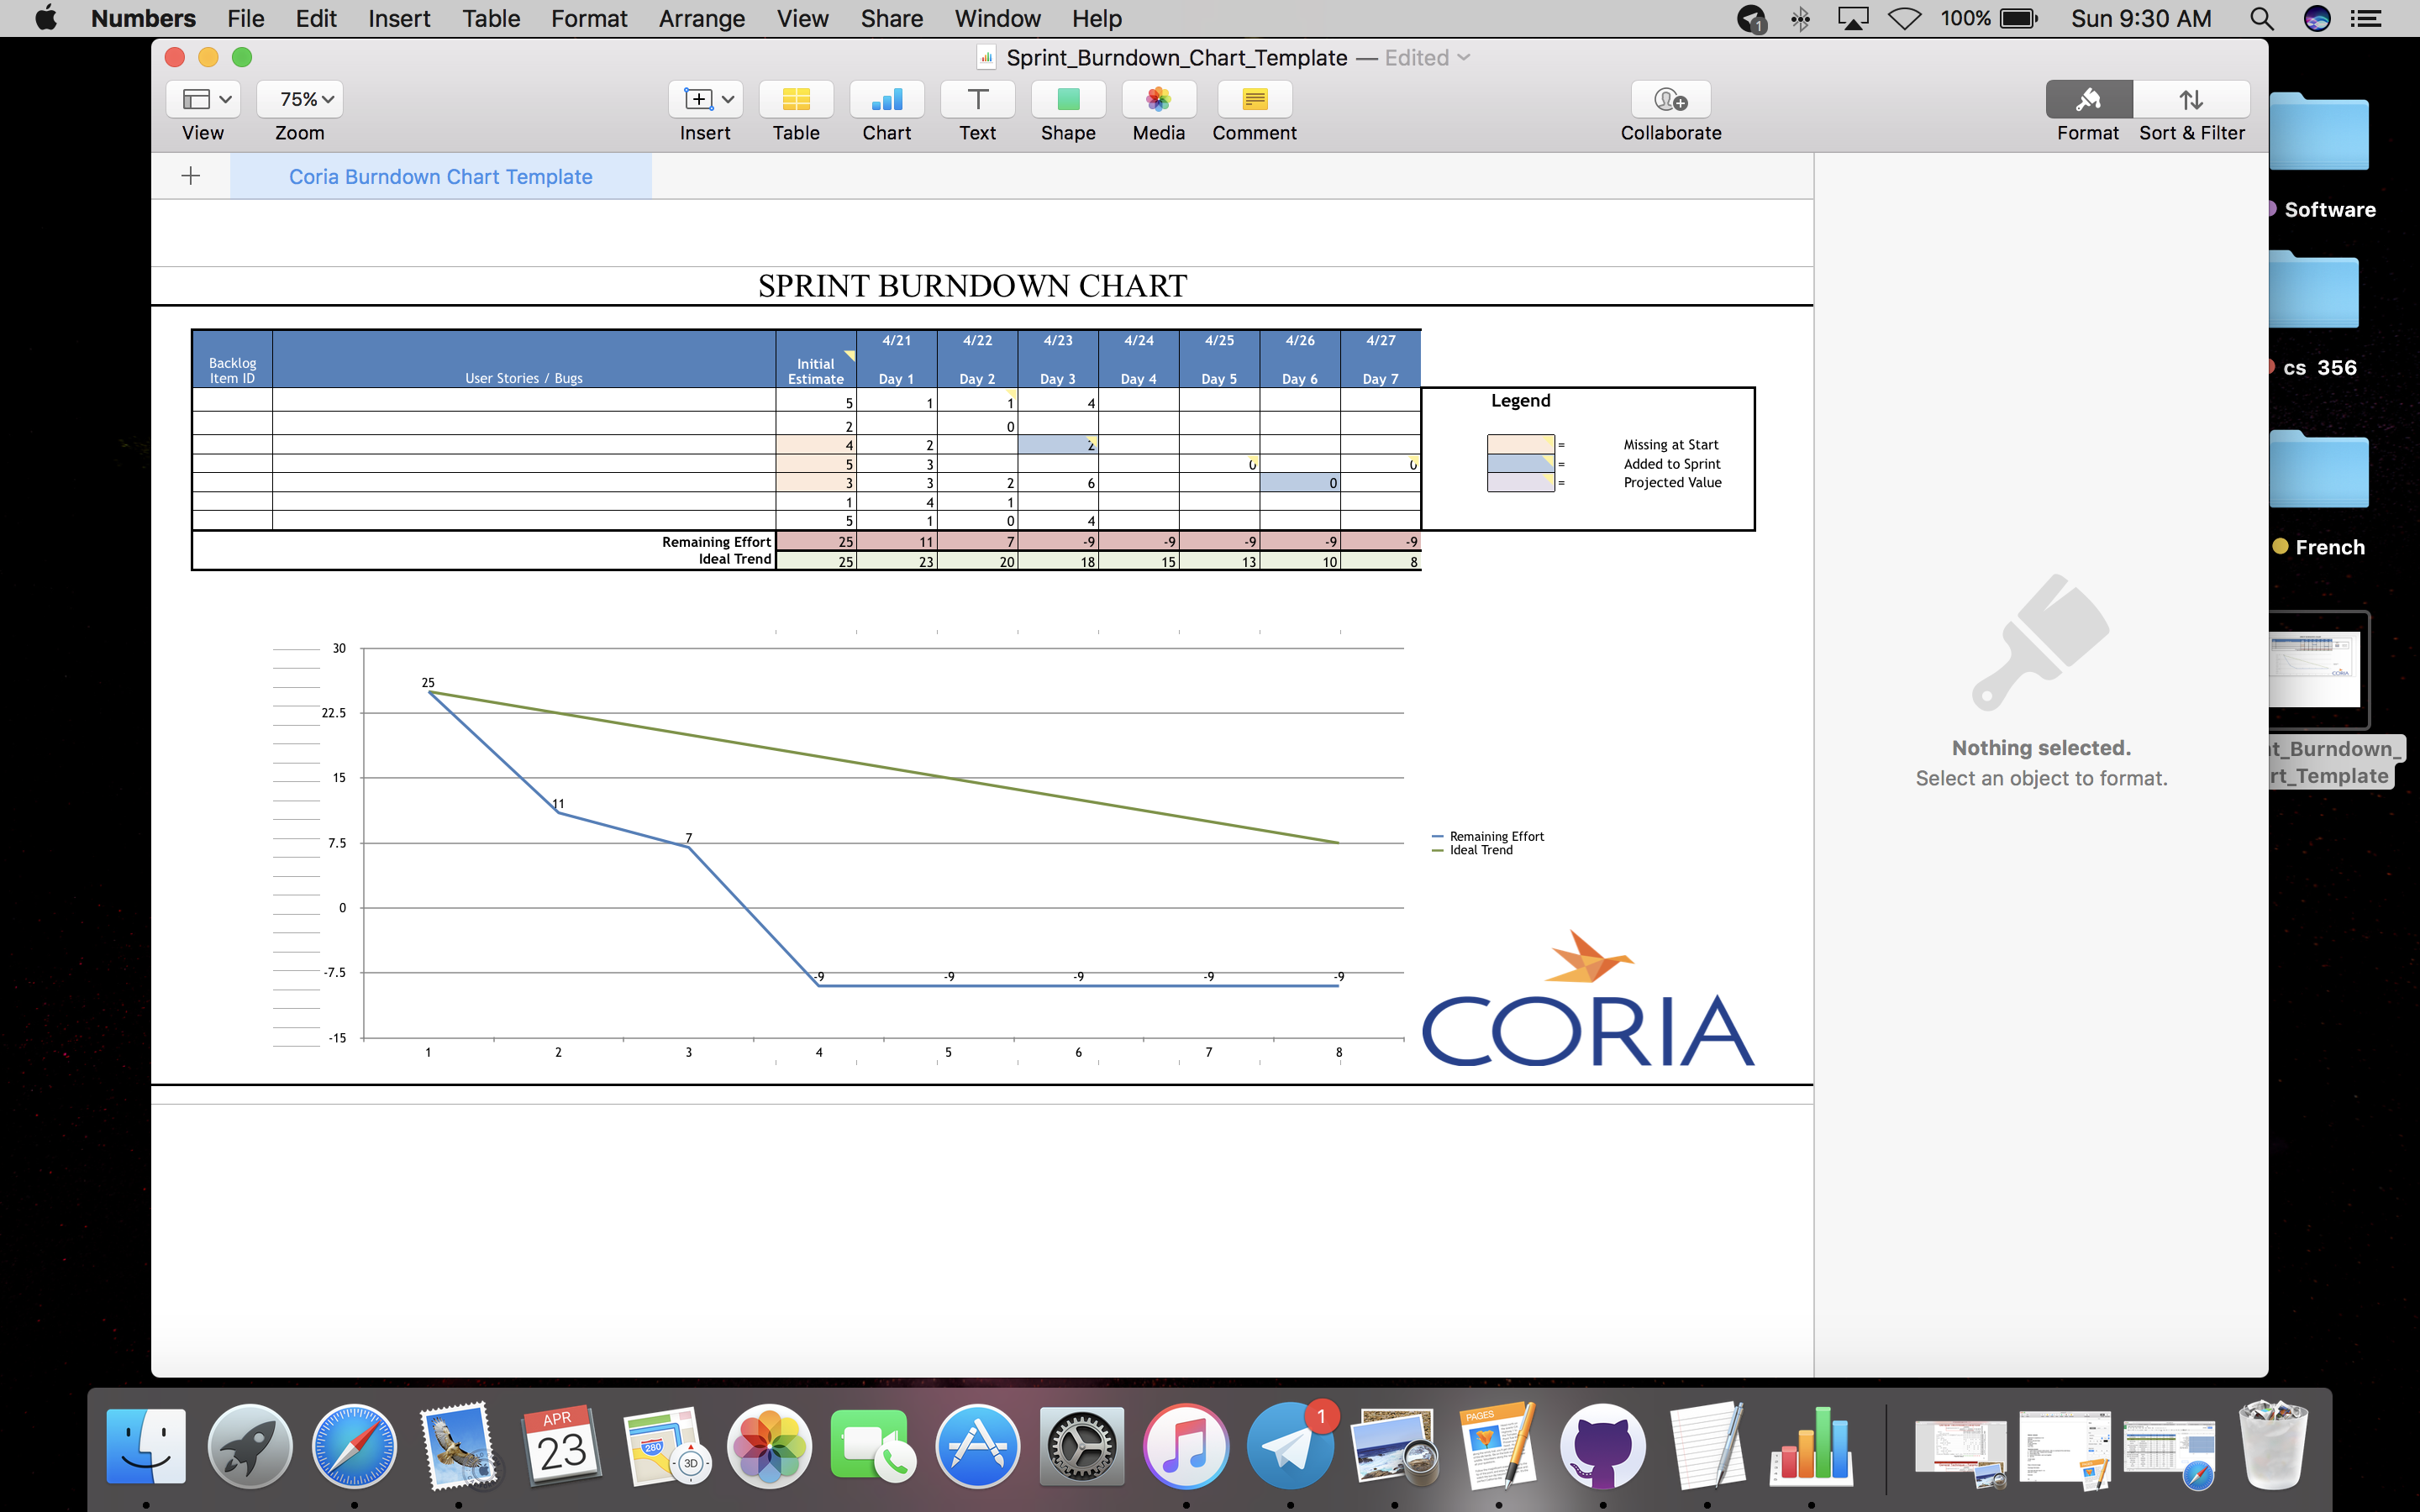 Numbers File Edit Insert Table Format Arrange View Share Window Help 1 100% Sun 9:30 AM
Sprint_Burndown_Chart_Template — Edited
75%
View Zoom Insert Table Chart Text Shape Media Comment Collaborate Format Sort & Filter
Coria Burndown Chart Template
Software
cs 356
French
t_Burndown_
rt_Template
SPRINT BURNDOWN CHART
4/21 4/22 4/23 4/24 4/25 4/26 4/27
Backlog Initial
Item ID User Stories / Bugs Estimate Day 1 Day 2 Day 3 Day 4 Day 5 Day 6 Day 7
5 1 1 4
2 0
4 2 2
5 3 0 0
3 3 2 6 0
1 4 1
5 1 0 4
Remaining Effort 25 11 7 -9 -9 -9 -9 -9
Ideal Trend 25 23 20 18 15 13 10 8
Legend
= Missing at Start
= Added to Sprint
= Projected Value
30
25
22.5
15
11
7.5
7
0
-7.5
-9 -9 -9 -9 -9
-15
1 2 3 4 5 6 7 8
Remaining Effort
Ideal Trend
CORIA
Nothing selected.
Select an object to format.
APR
23
280
3D
1
PAGES